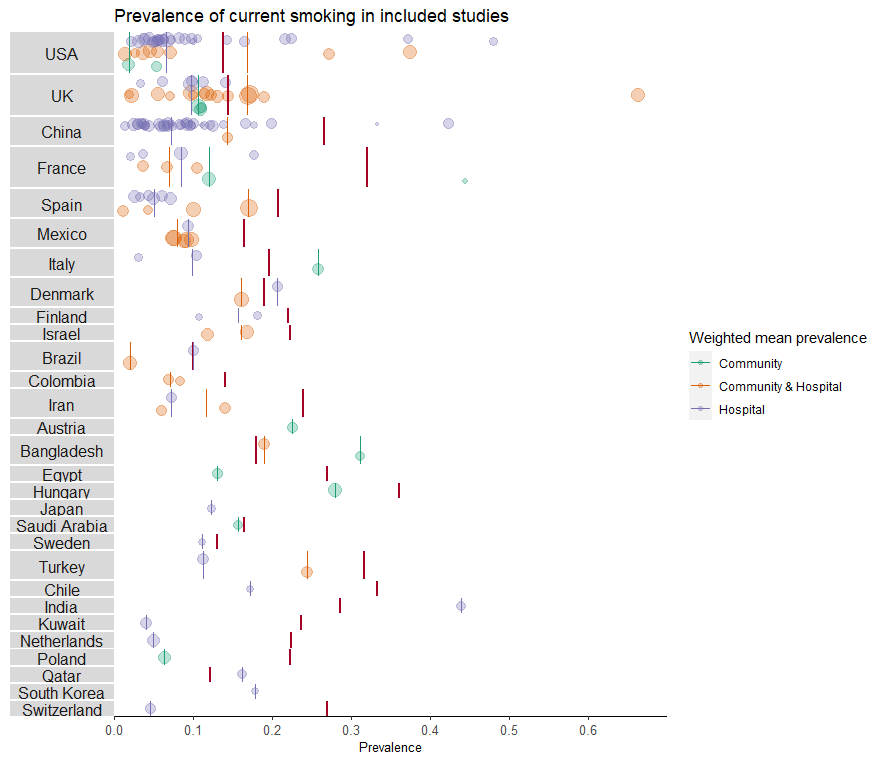 Prevalence of current smoking in included studies
USA
UK
China
France
Spain
Mexico
Italy
Denmark
Finland
Israel
Brazil
Colombia
Iran
Austria
Bangladesh
Egypt
Hungary
Japan
Saudi Arabia
Sweden
Turkey
Chile
India
Kuwait
Netherlands
Poland
Qatar
South Korea
Switzerland
0.0 0.1 0.2 0.3 0.4 0.5 0.6
Prevalence
Weighted mean prevalence
Community
Community & Hospital
Hospital